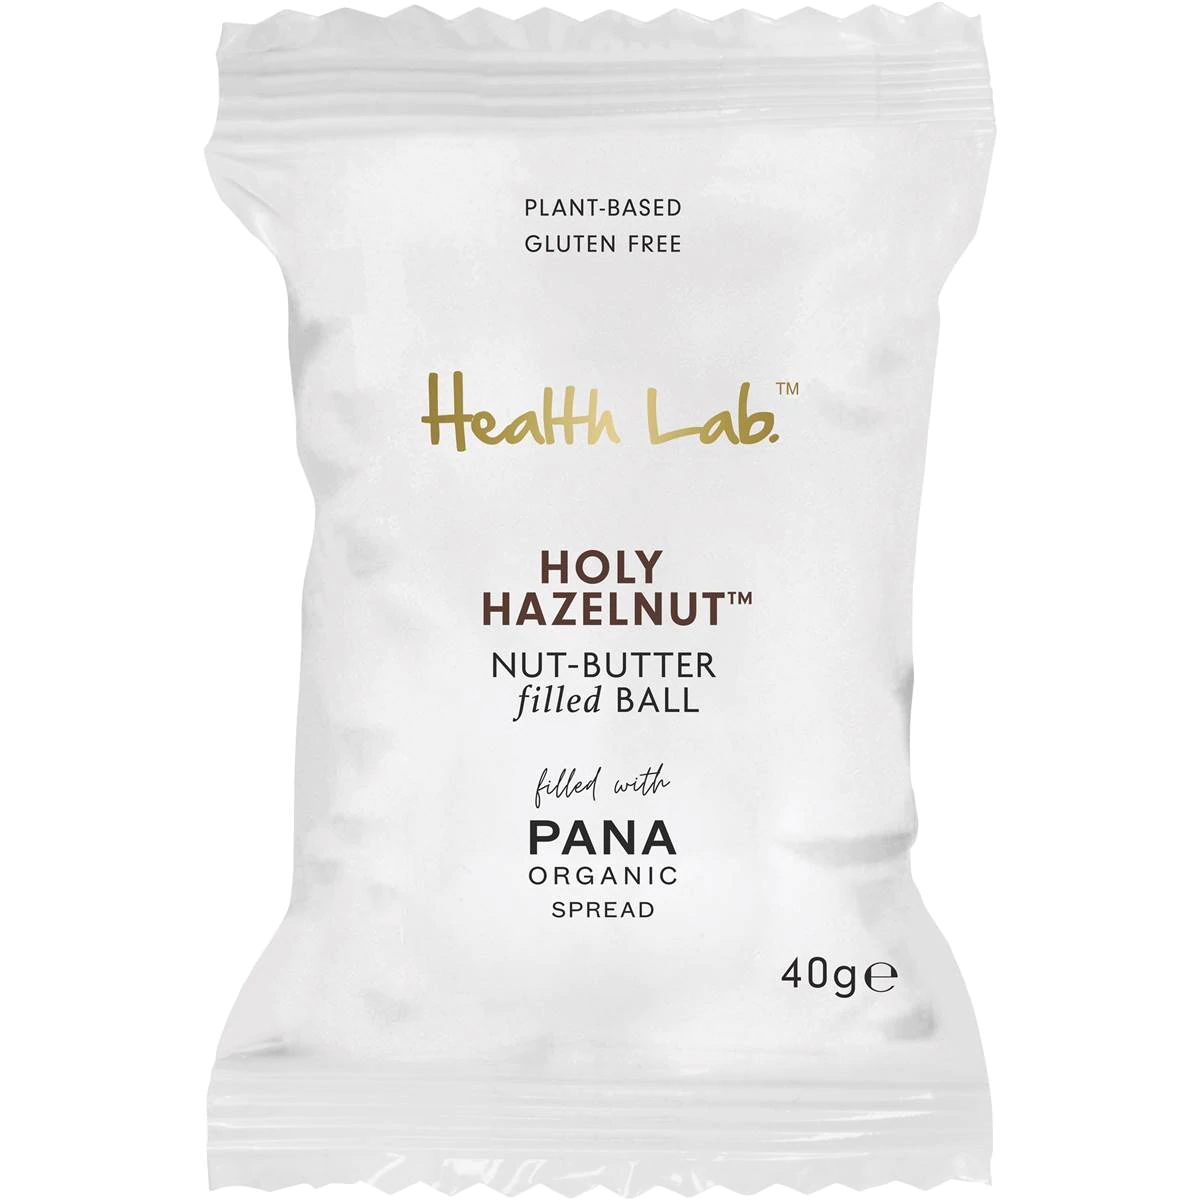 PLANT-BASED
GLUTEN FREE
Health Lab.™
HOLY
HAZELNUT™
NUT-BUTTER
filled BALL
filled with
PANA
ORGANIC
SPREAD
40g℮